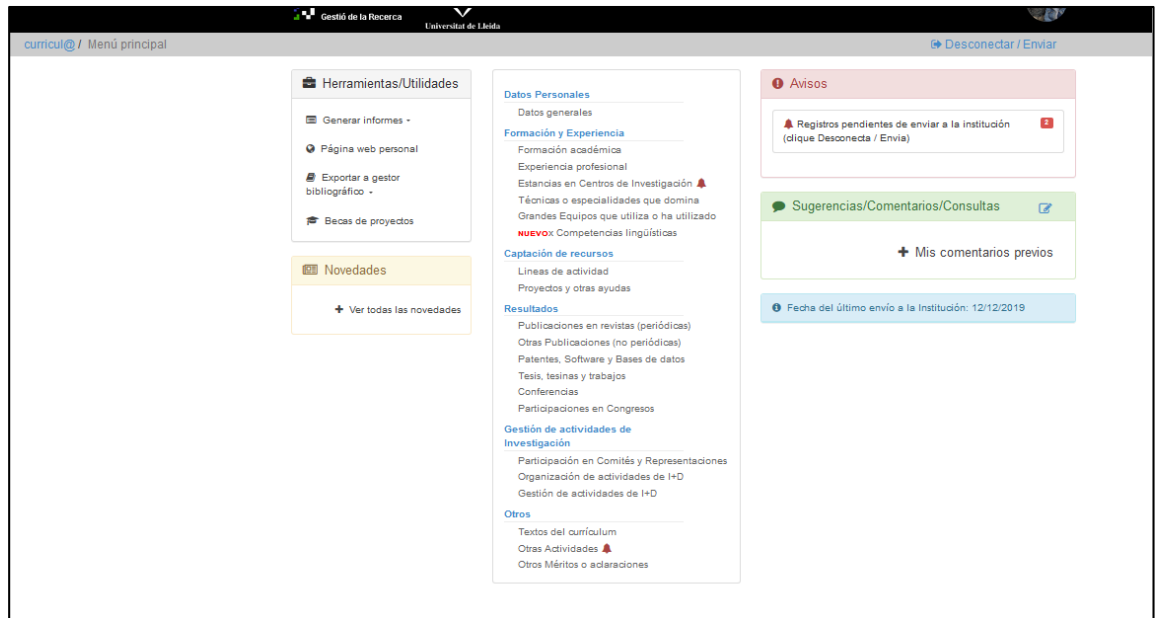 Gestió de la Recerca
Universitat de Lleida
curricul@ / Menú principal
Desconectar / Enviar
Herramientas/Utilidades
Generar informes
Página web personal
Exportar a gestor
bibliográfico
Becas de proyectos
Novedades
Ver todas las novedades
Datos Personales
Datos generales
Formación y Experiencia
Formación académica
Experiencia profesional
Estancias en Centros de Investigación
Técnicas o especialidades que domina
Grandes Equipos que utiliza o ha utilizado
NUEVOx Competencias lingüísticas
Captación de recursos
Lineas de actividad
Proyectos y otras ayudas
Resultados
Publicaciones en revistas (periódicas)
Otras Publicaciones (no periódicas)
Patentes, Software y Bases de datos
Tesis, tesinas y trabajos
Conferencias
Participaciones en Congresos
Gestión de actividades de
Investigación
Participación en Comités y Representaciones
Organización de actividades de I+D
Gestión de actividades de I+D
Otros
Textos del currículum
Otras Actividades
Otros Méritos o aclaraciones
Avisos
Registros pendientes de enviar a la institución 2
(clique Desconecta / Envia)
Sugerencias/Comentarios/Consultas
Mis comentarios previos
Fecha del último envío a la Institución: 12/12/2019